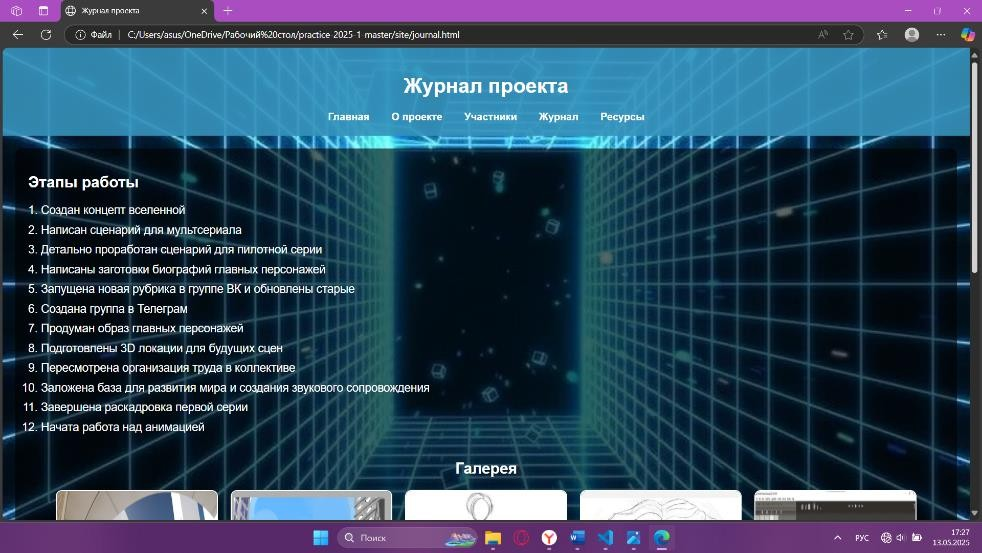 Журнал проекта
Файл | C:/Users/asus/OneDrive/Рабочий%20стол/practice-2025-1-master/site/journal.html
Журнал проекта
Главная О проекте Участники Журнал Ресурсы
Этапы работы
1. Создан концепт вселенной
2. Написан сценарий для мультсериала
3. Детально проработан сценарий для пилотной серии
4. Написаны заготовки биографий главных персонажей
5. Запущена новая рубрика в группе ВК и обновлены старые
6. Создана группа в Телеграм
7. Продуман образ главных персонажей
8. Подготовлены 3D локации для будущих сцен
9. Пересмотрена организация труда в коллективе
10. Заложена база для развития мира и создания звукового сопровождения
11. Завершена раскадровка первой серии
12. Начата работа над анимацией
Галерея
Поиск
РУС
17:27
13.05.2025